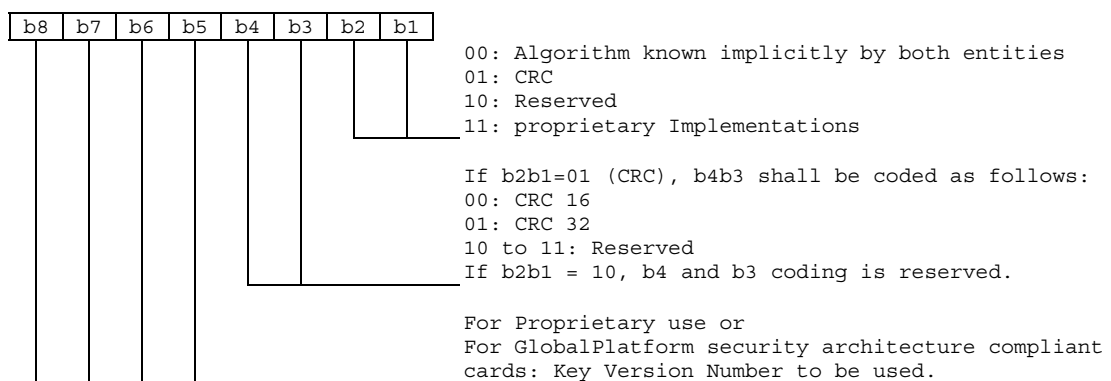 b8 b7 b6 b5 b4 b3 b2 b1
00: Algorithm known implicitly by both entities
01: CRC
10: Reserved
11: proprietary Implementations
If b2b1=01 (CRC), b4b3 shall be coded as follows:
00: CRC 16
01: CRC 32
10 to 11: Reserved
If b2b1 = 10, b4 and b3 coding is reserved.
For Proprietary use or
For GlobalPlatform security architecture compliant
cards: Key Version Number to be used.